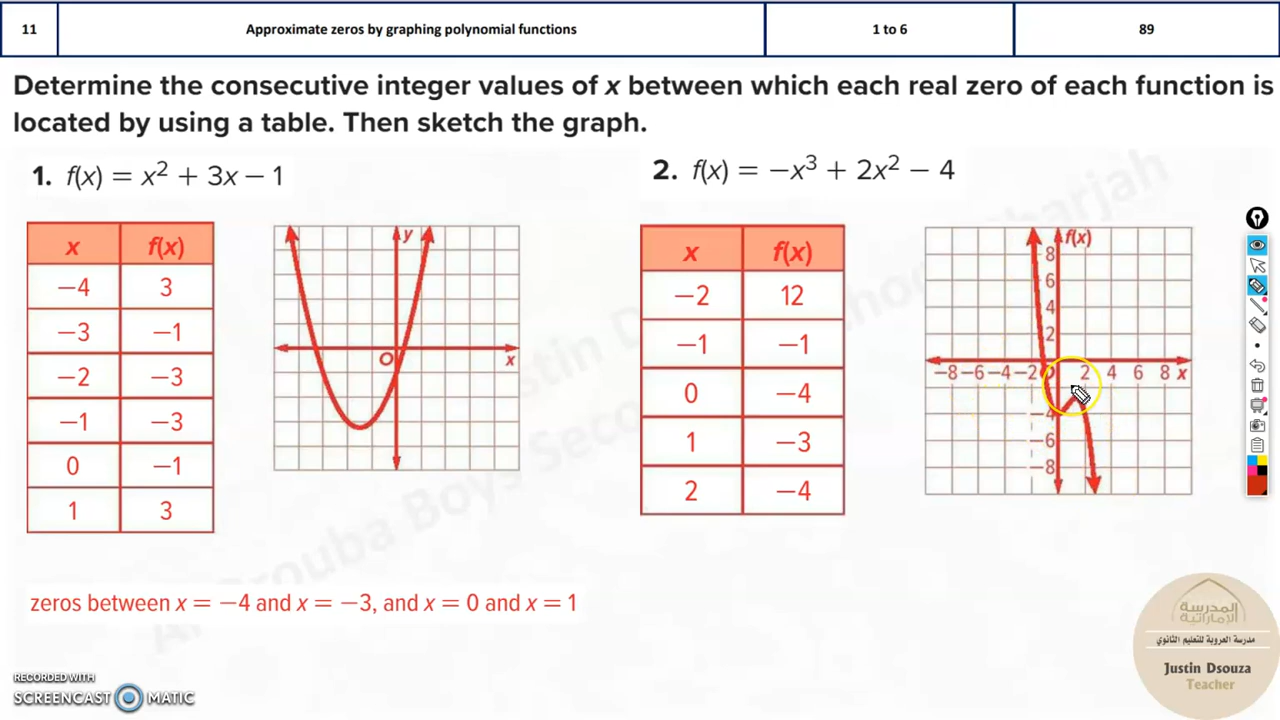 11 Approximate zeros by graphing polynomial functions 1 to 6 89
Determine the consecutive integer values of x between which each real zero of each function is
located by using a table. Then sketch the graph.
1. f(x) = x² + 3x − 1
x f(x)
−4 3
−3 −1
−2 −3
−1 −3
0 −1
1 3
y
O
x
zeros between x = −4 and x = −3, and x = 0 and x = 1
2. f(x) = −x³ + 2x² − 4
x f(x)
−2 12
−1 −1
0 −4
1 −3
2 −4
f(x)
8
6
4
2
−8 −6 −4 −2 2 4 6 8 x
−4
−6
−8
RECORDED WITH
SCREENCAST MATIC
المدرسة
الإماراتية
مدرسة العروبة للتعليم الثانوي
Justin Dsouza
Teacher